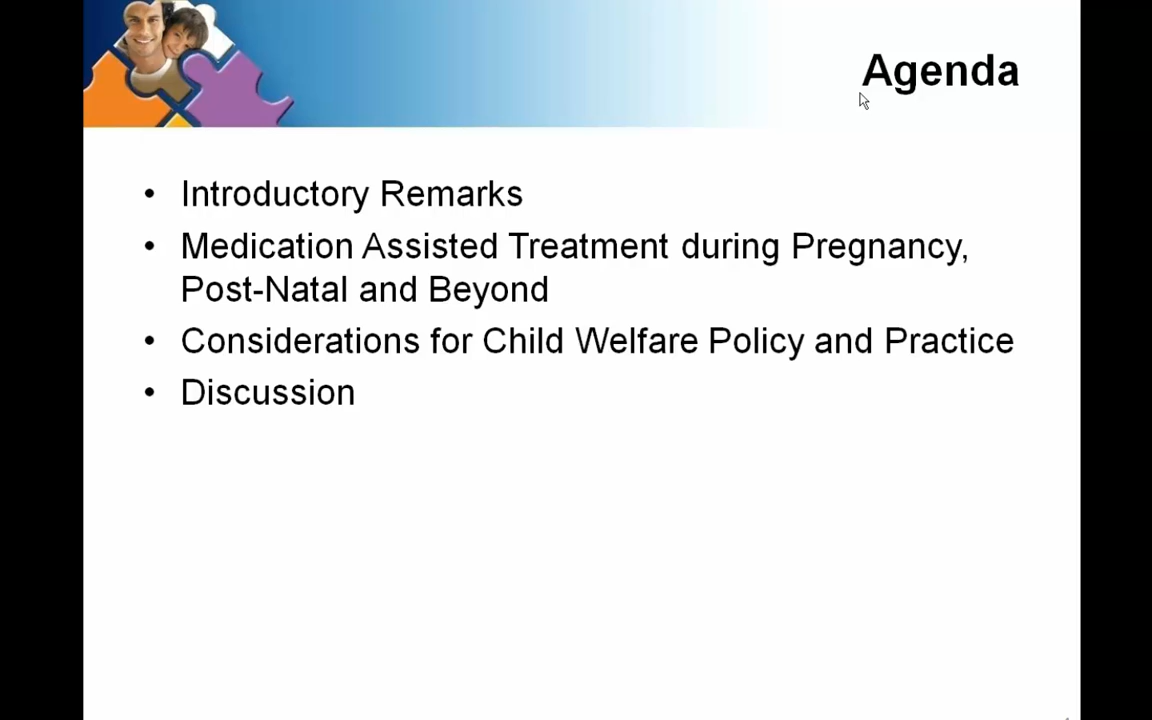 Agenda
• Introductory Remarks
• Medication Assisted Treatment during Pregnancy,
Post-Natal and Beyond
• Considerations for Child Welfare Policy and Practice
• Discussion